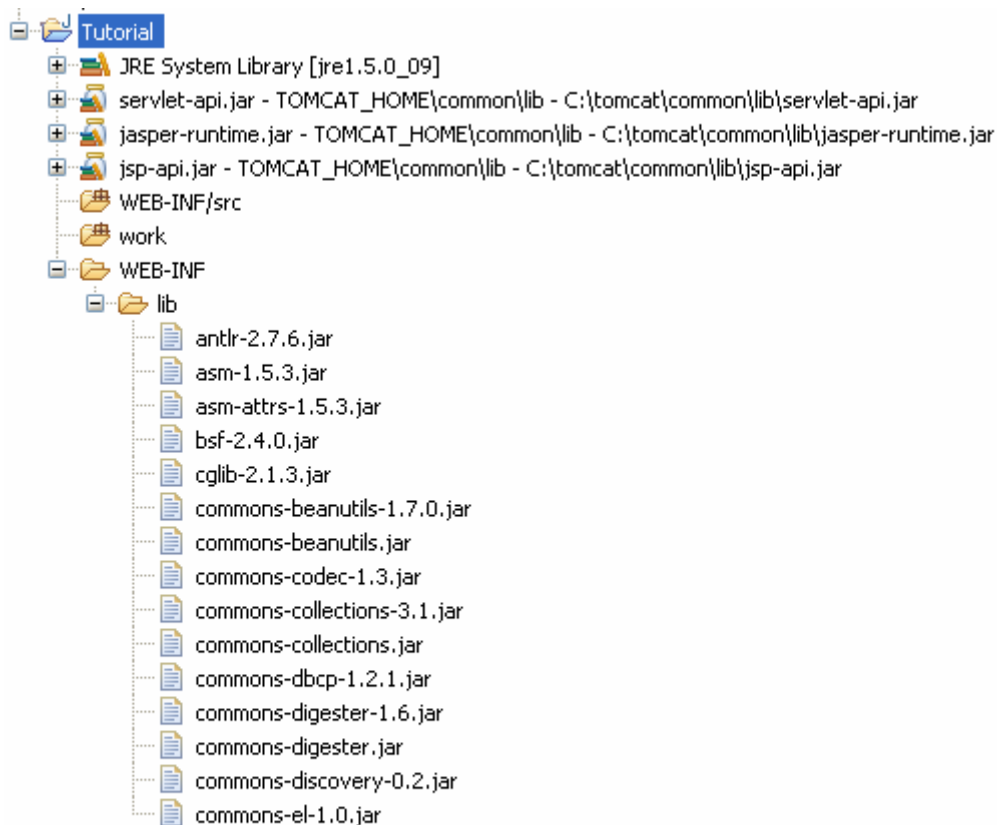 Tutorial
JRE System Library [jre1.5.0_09]
servlet-api.jar - TOMCAT_HOME\common\lib - C:\tomcat\common\lib\servlet-api.jar
jasper-runtime.jar - TOMCAT_HOME\common\lib - C:\tomcat\common\lib\jasper-runtime.jar
jsp-api.jar - TOMCAT_HOME\common\lib - C:\tomcat\common\lib\jsp-api.jar
WEB-INF/src
work
WEB-INF
lib
antlr-2.7.6.jar
asm-1.5.3.jar
asm-attrs-1.5.3.jar
bsf-2.4.0.jar
cglib-2.1.3.jar
commons-beanutils-1.7.0.jar
commons-beanutils.jar
commons-codec-1.3.jar
commons-collections-3.1.jar
commons-collections.jar
commons-dbcp-1.2.1.jar
commons-digester-1.6.jar
commons-digester.jar
commons-discovery-0.2.jar
commons-el-1.0.jar